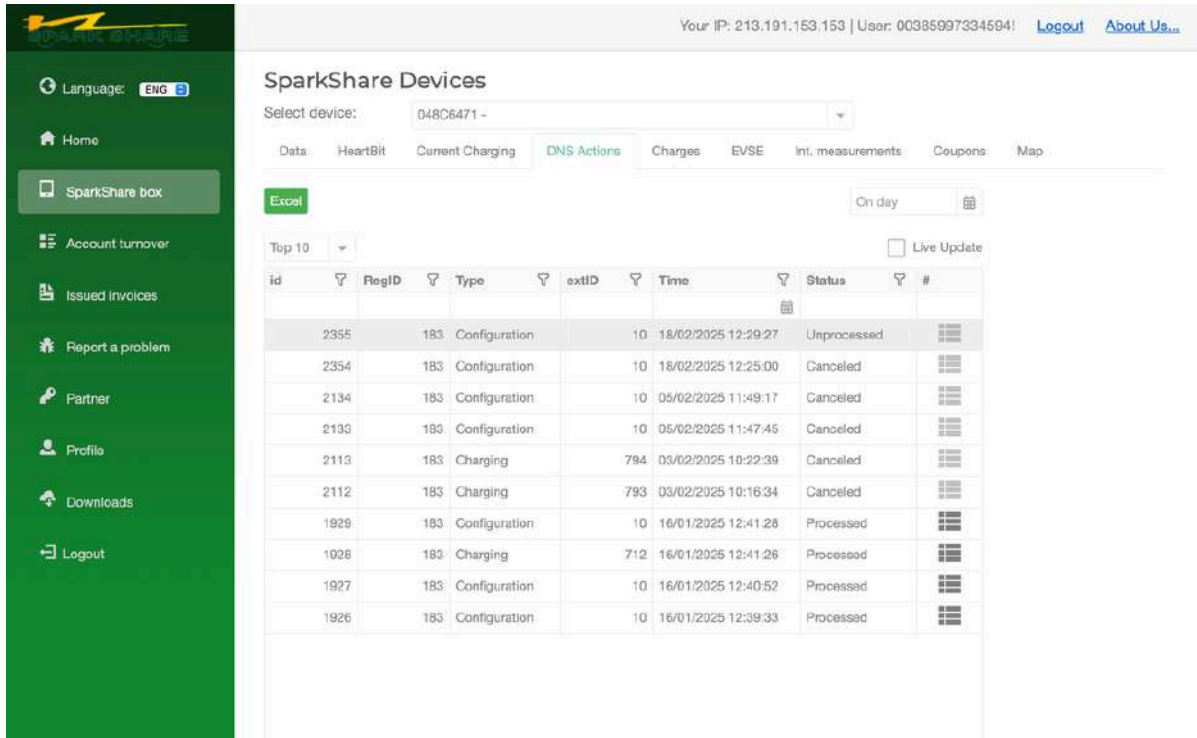 SPARK SHARE
Your IP: 213.191.153.153 | User: 00385997334594! Logout About Us...
Language: ENG
Home
SparkShare box
Account turnover
Issued invoices
Report a problem
Partner
Profile
Downloads
Logout
SparkShare Devices
Select device: 048C6471 -
Data HeartBit Current Charging DNS Actions Charges EVSE Int. measurements Coupons Map
Excel On day
Top 10 Live Update
id RegID Type extID Time Status #
2355 183 Configuration 10 18/02/2025 12:29:27 Unprocessed
2354 183 Configuration 10 18/02/2025 12:25:00 Canceled
2134 183 Configuration 10 05/02/2025 11:49:17 Canceled
2133 183 Configuration 10 05/02/2025 11:47:45 Canceled
2113 183 Charging 794 03/02/2025 10:22:39 Canceled
2112 183 Charging 793 03/02/2025 10:16:34 Canceled
1929 183 Configuration 10 16/01/2025 12:41:28 Processed
1928 183 Charging 712 16/01/2025 12:41:26 Processed
1927 183 Configuration 10 16/01/2025 12:40:52 Processed
1926 183 Configuration 10 16/01/2025 12:39:33 Processed